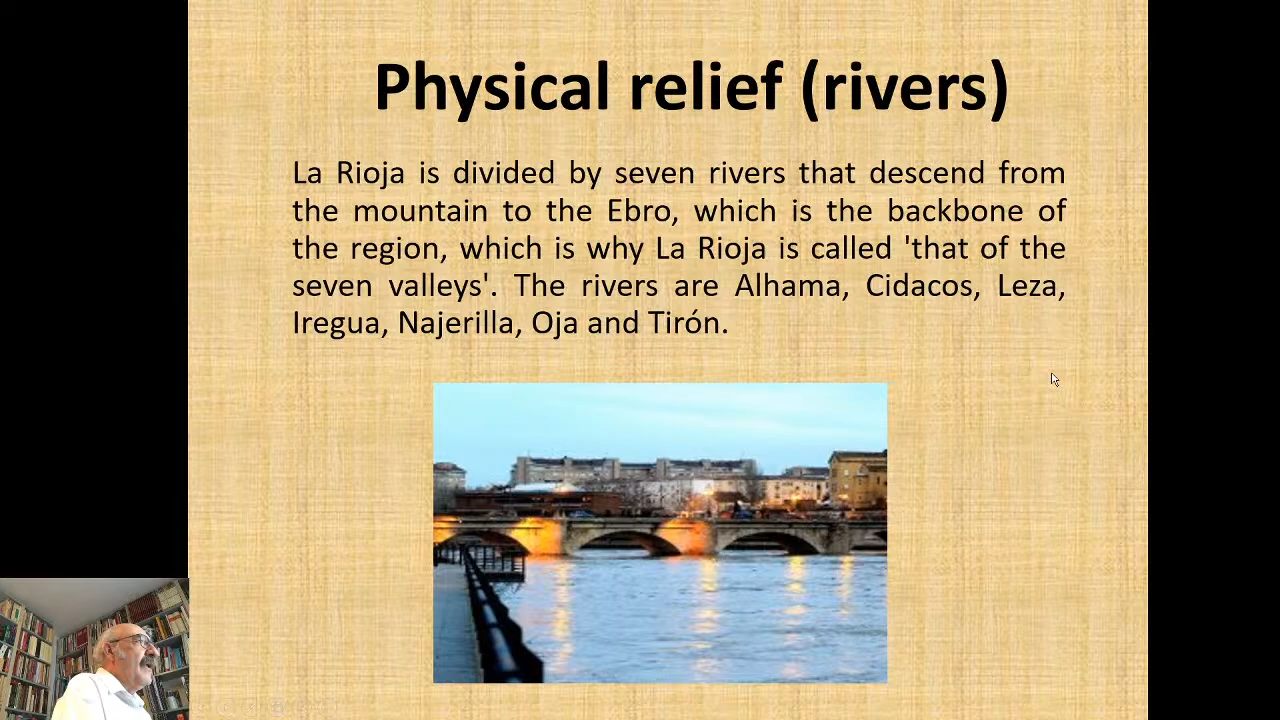 Physical relief (rivers)
La Rioja is divided by seven rivers that descend from
the mountain to the Ebro, which is the backbone of
the region, which is why La Rioja is called 'that of the
seven valleys'. The rivers are Alhama, Cidacos, Leza,
Iregua, Najerilla, Oja and Tirón.